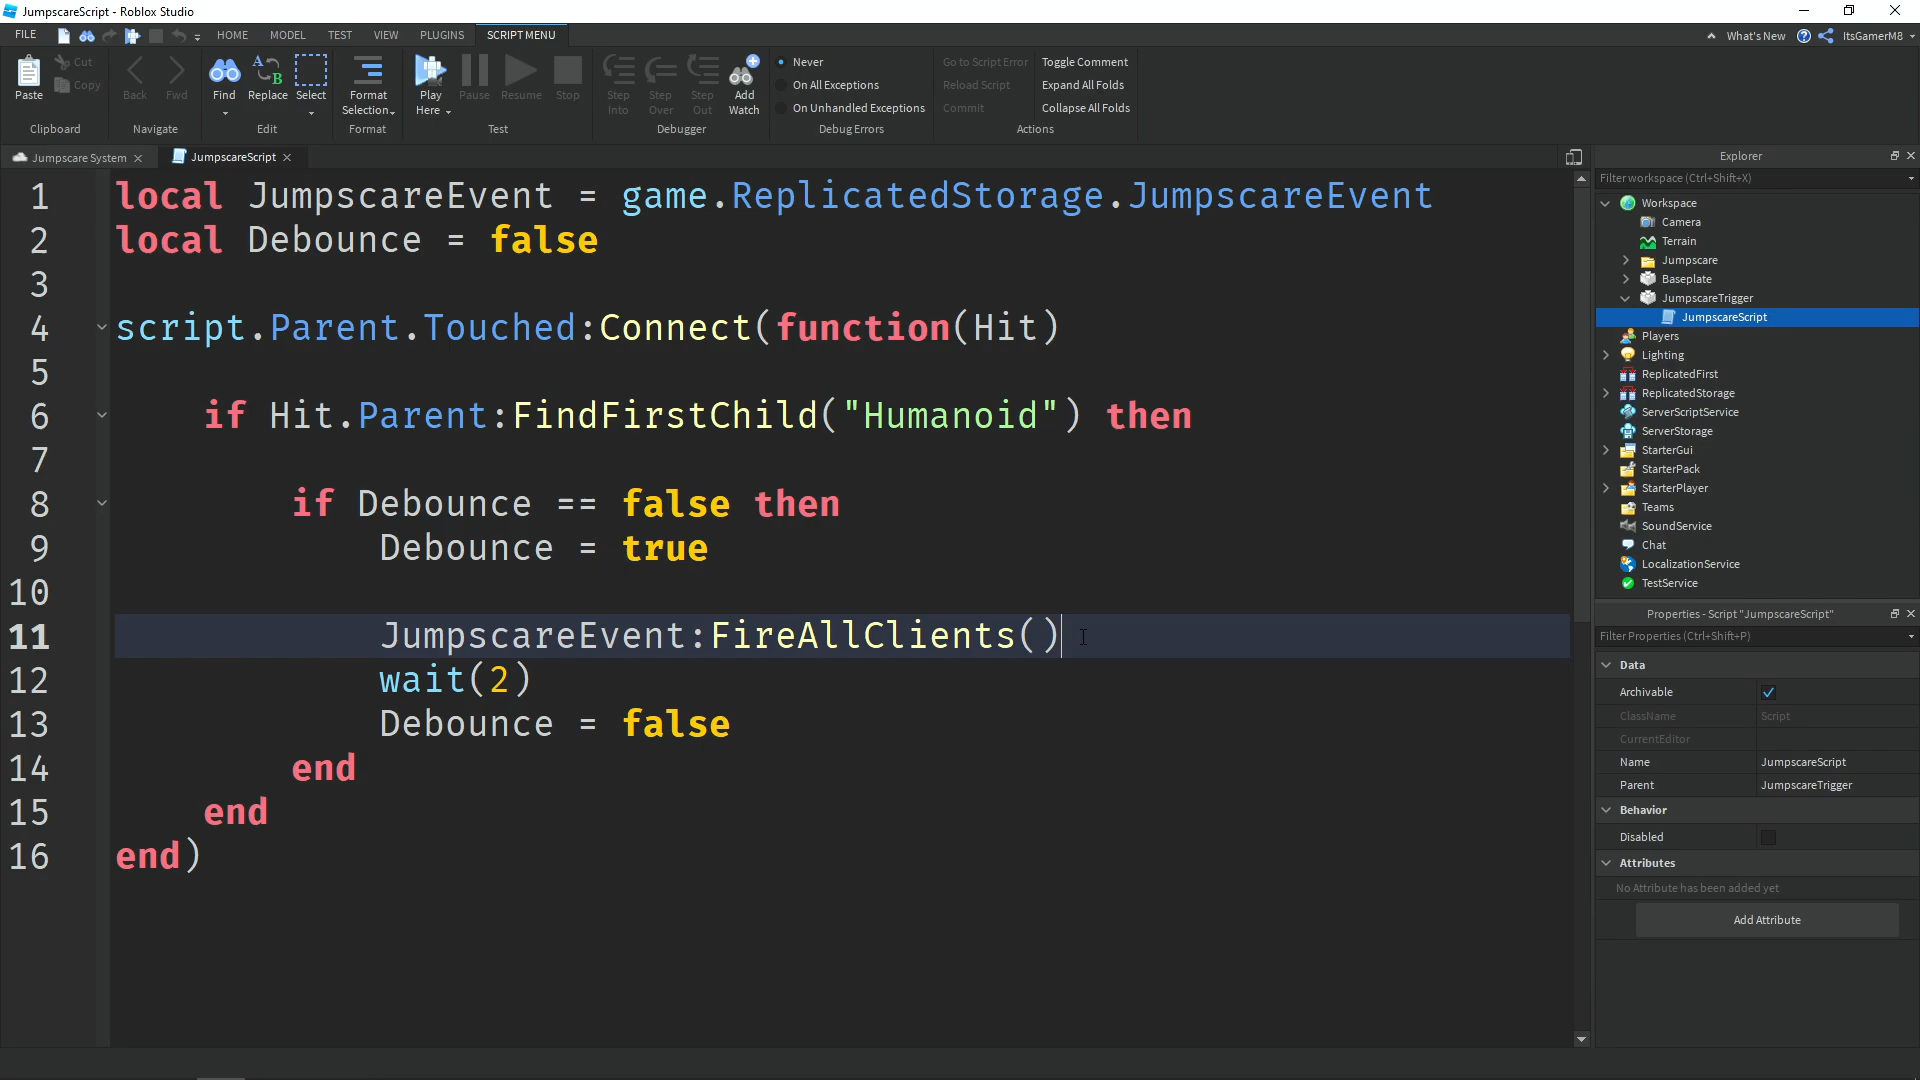 JumpscareScript - Roblox Studio
FILE HOME MODEL TEST VIEW PLUGINS SCRIPT MENU What's New ItsGamerM8
Paste Cut Copy Back Fwd Find Replace Select Format Selection Play Here Pause Resume Stop Step Into Step Over Step Out Add Watch
Never Go to Script Error Toggle Comment
On All Exceptions Reload Script Expand All Folds
On Unhandled Exceptions Commit Collapse All Folds
Clipboard Navigate Edit Format Test Debugger Debug Errors Actions
Jumpscare System JumpscareScript
1 local JumpscareEvent = game.ReplicatedStorage.JumpscareEvent
2 local Debounce = false
3
4 script.Parent.Touched:Connect(function(Hit)
5
6 if Hit.Parent:FindFirstChild("Humanoid") then
7
8 if Debounce == false then
9 Debounce = true
10
11 JumpscareEvent:FireAllClients()
12 wait(2)
13 Debounce = false
14 end
15 end
16 end)
Explorer
Filter workspace (Ctrl+Shift+X)
Workspace
Camera
Terrain
Jumpscare
Baseplate
JumpscareTrigger
JumpscareScript
Players
Lighting
ReplicatedFirst
ReplicatedStorage
ServerScriptService
ServerStorage
StarterGui
StarterPack
StarterPlayer
Teams
SoundService
Chat
LocalizationService
TestService
Properties - Script "JumpscareScript"
Filter Properties (Ctrl+Shift+P)
Data
Archivable
ClassName Script
CurrentEditor
Name JumpscareScript
Parent JumpscareTrigger
Behavior
Disabled
Attributes
No Attribute has been added yet
Add Attribute